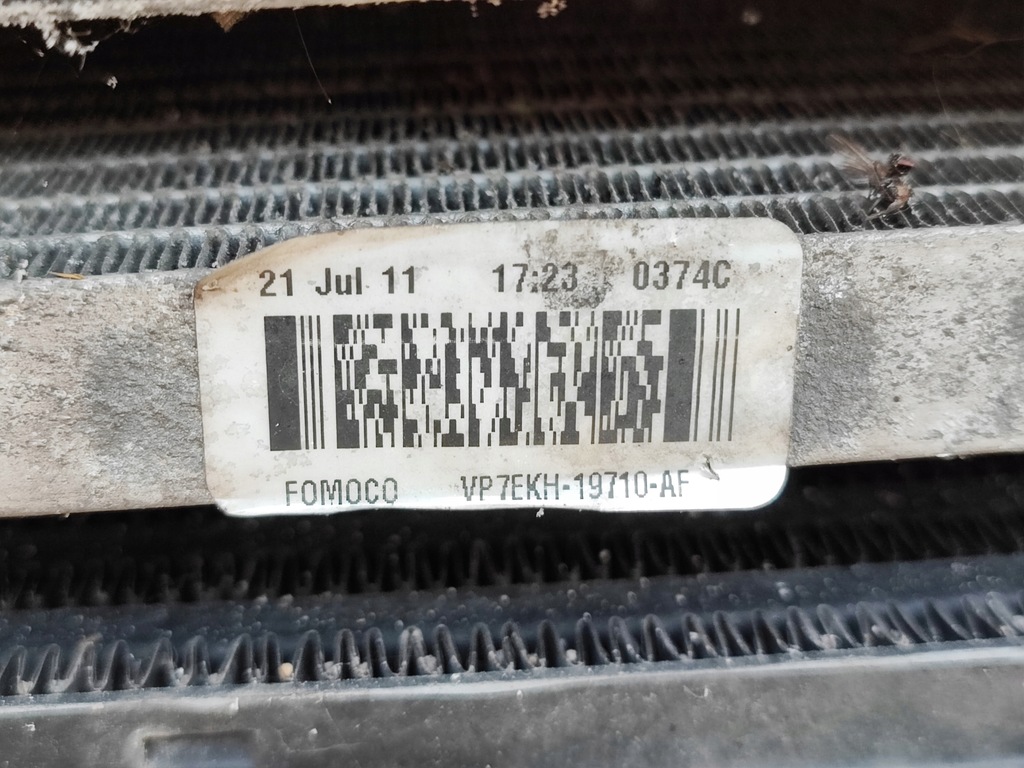 21 Jul 11 17:23 0374C
FOMOCO VP7EKH-19710-AF